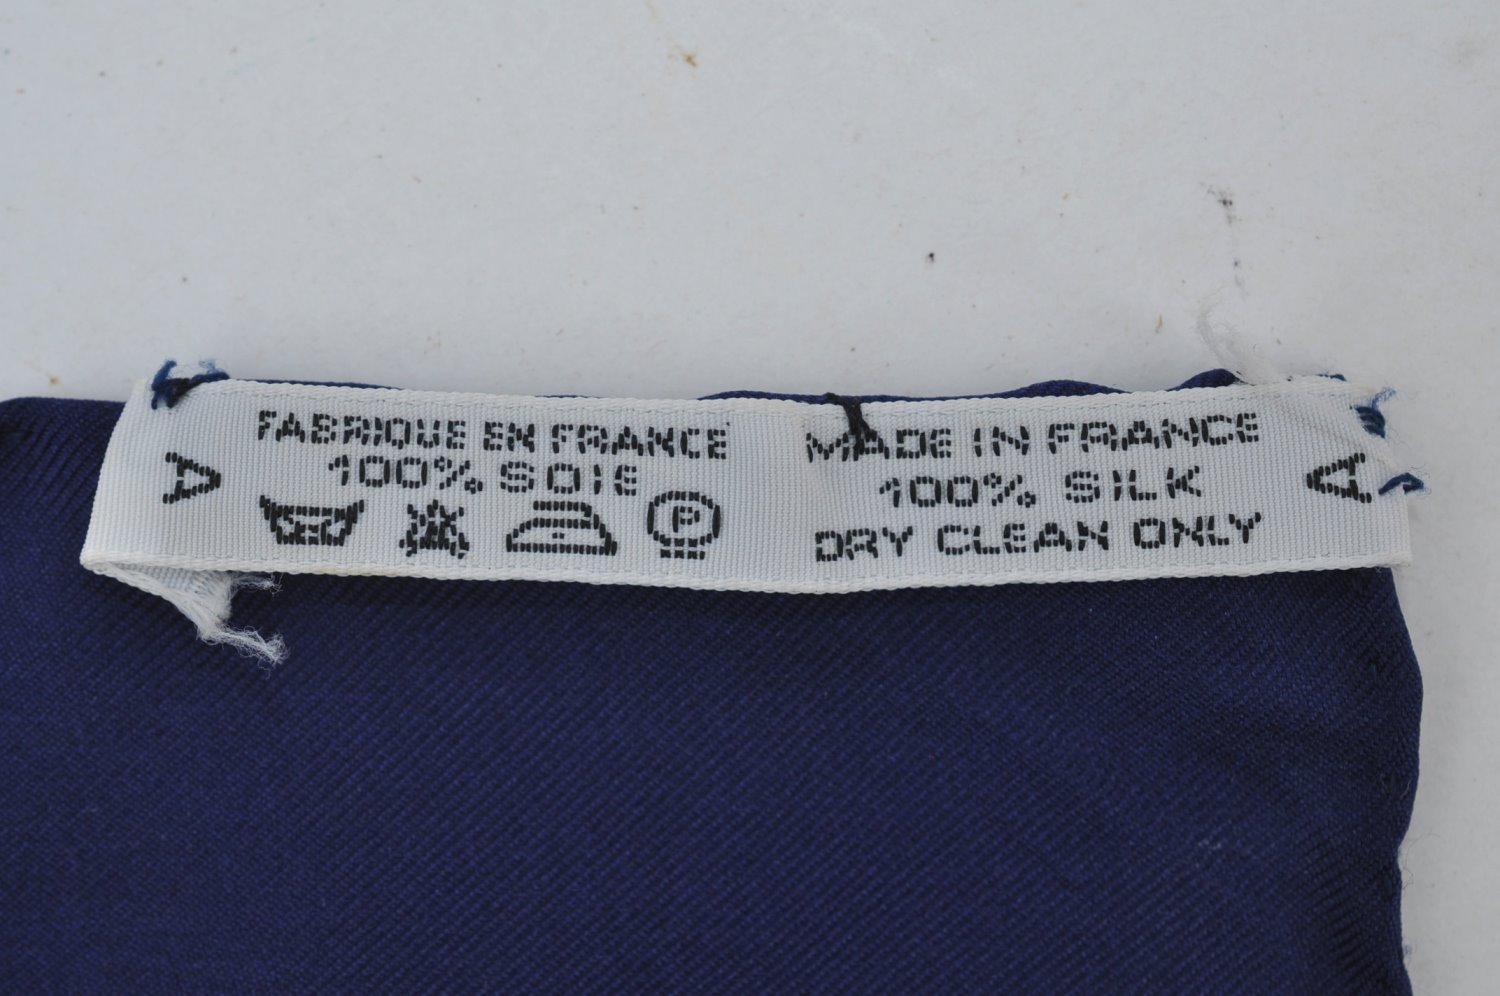 A
FABRIQUE EN FRANCE
100% SOIE
P
MADE IN FRANCE
100% SILK
DRY CLEAN ONLY
A